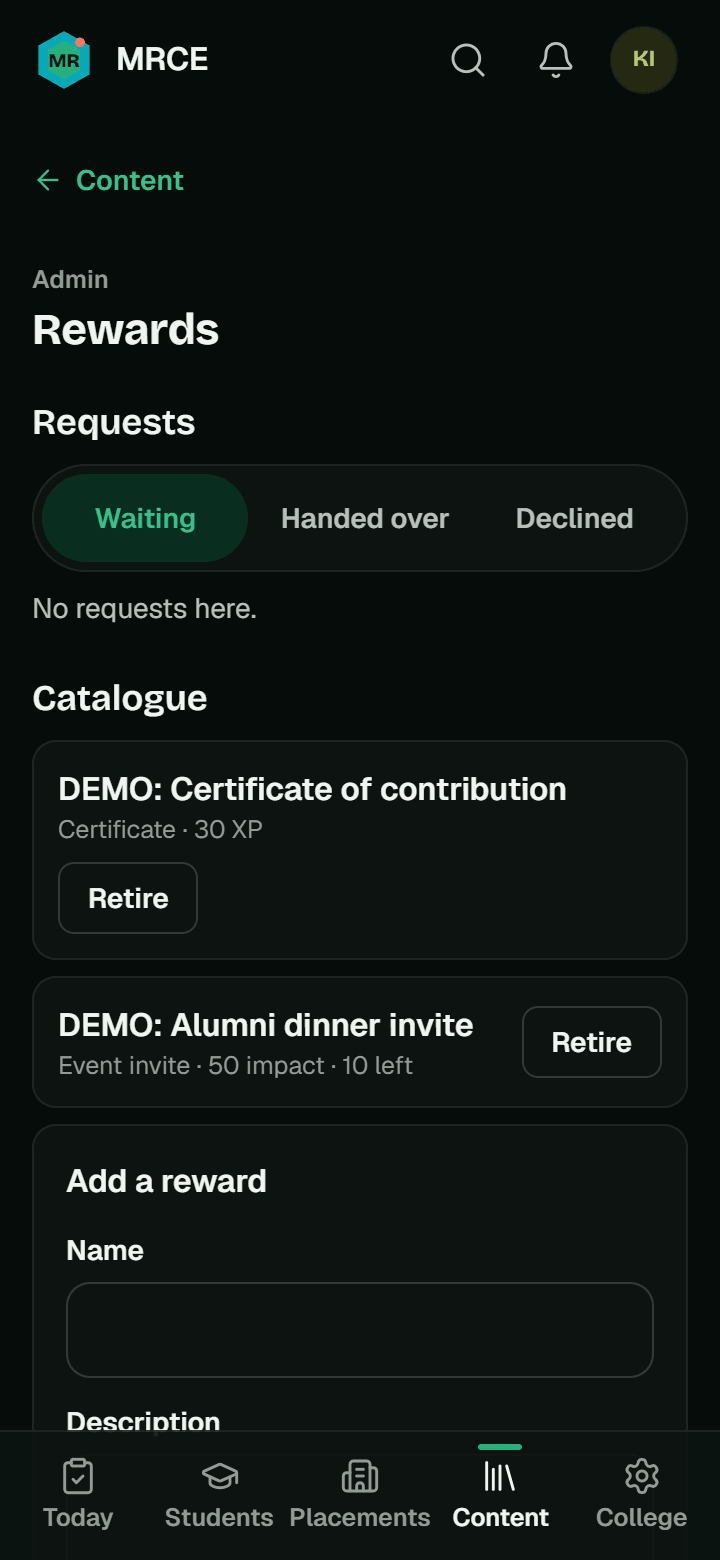 MR
MRCE
KI
Content
Admin
Rewards
Requests
Waiting
Handed over
Declined
No requests here.
Catalogue
DEMO: Certificate of contribution
Certificate · 30 XP
Retire
DEMO: Alumni dinner invite
Event invite · 50 impact · 10 left
Retire
Add a reward
Name
Description
Today
Students
Placements
Content
College